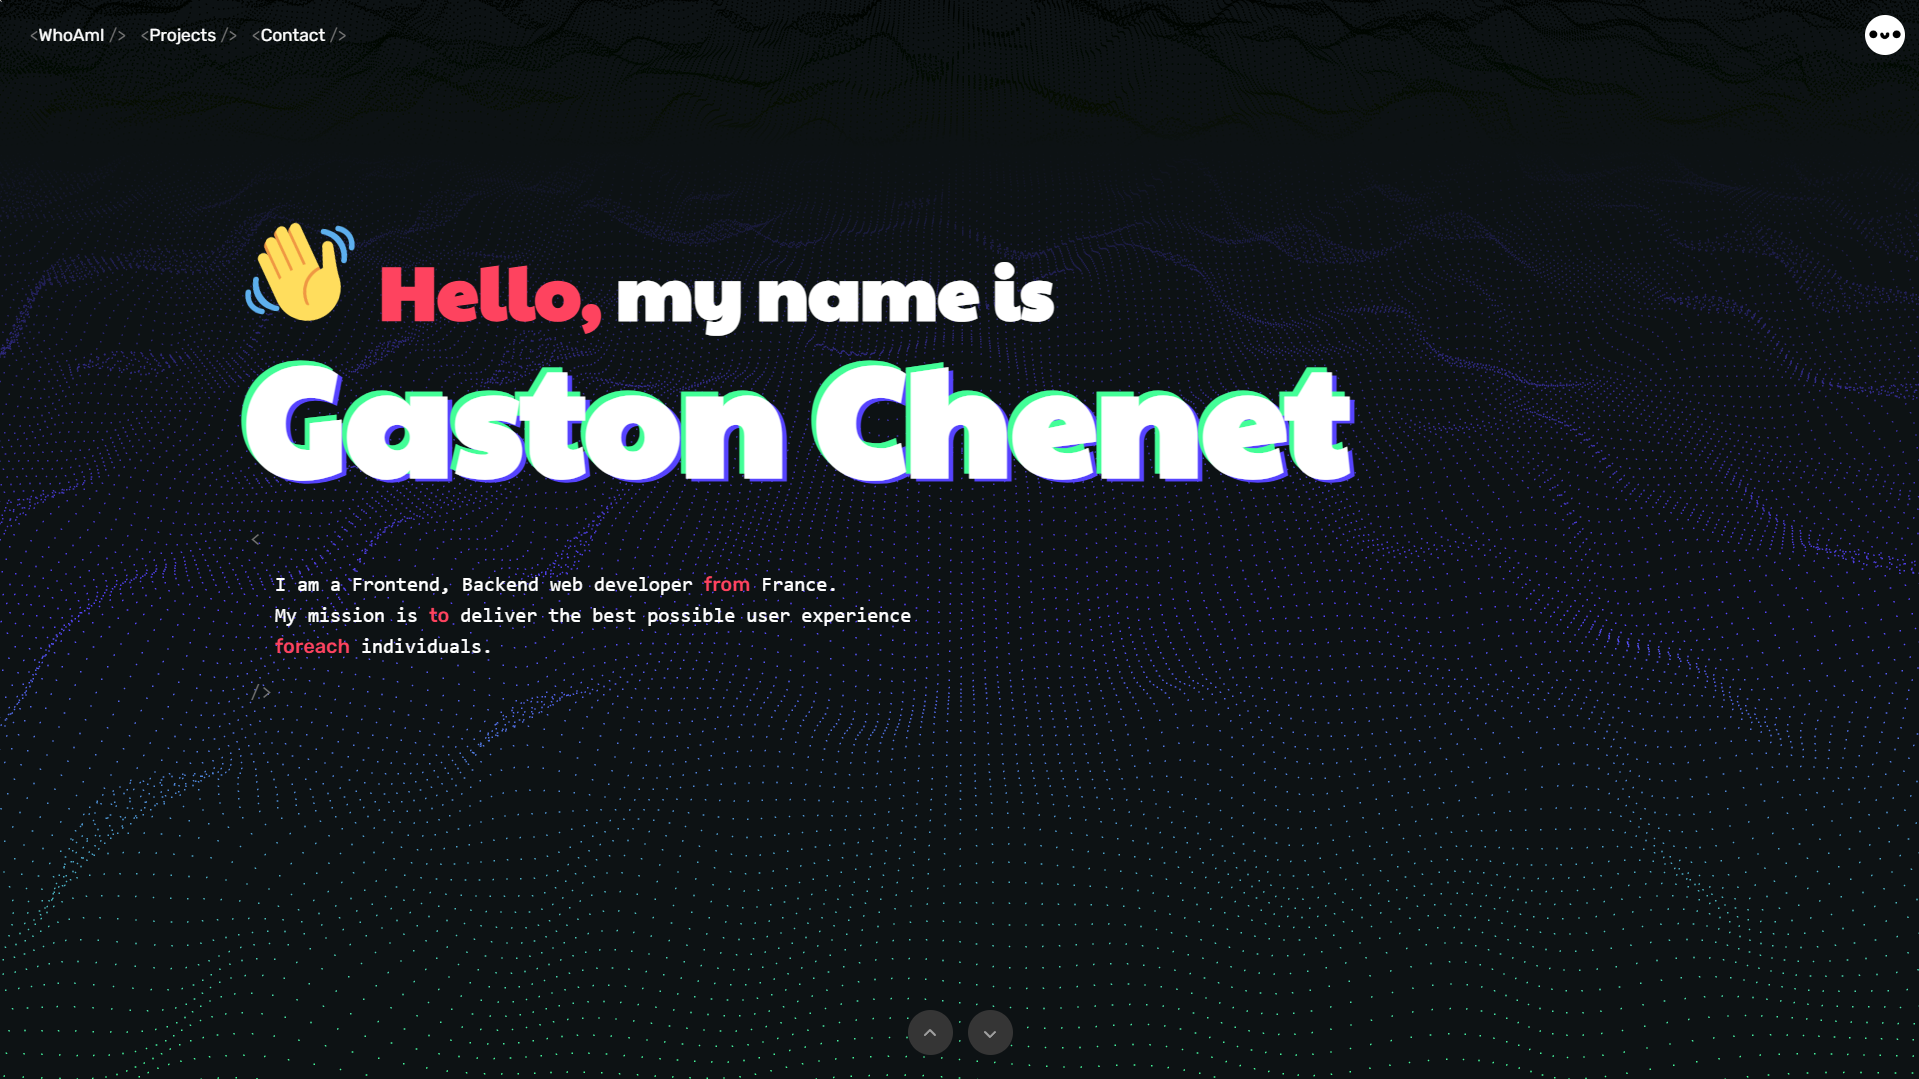 <WhoAmI /> <Projects /> <Contact />
Hello, my name is
Gaston Chenet
<
I am a Frontend, Backend web developer from France.
My mission is to deliver the best possible user experience
foreach individuals.
/>